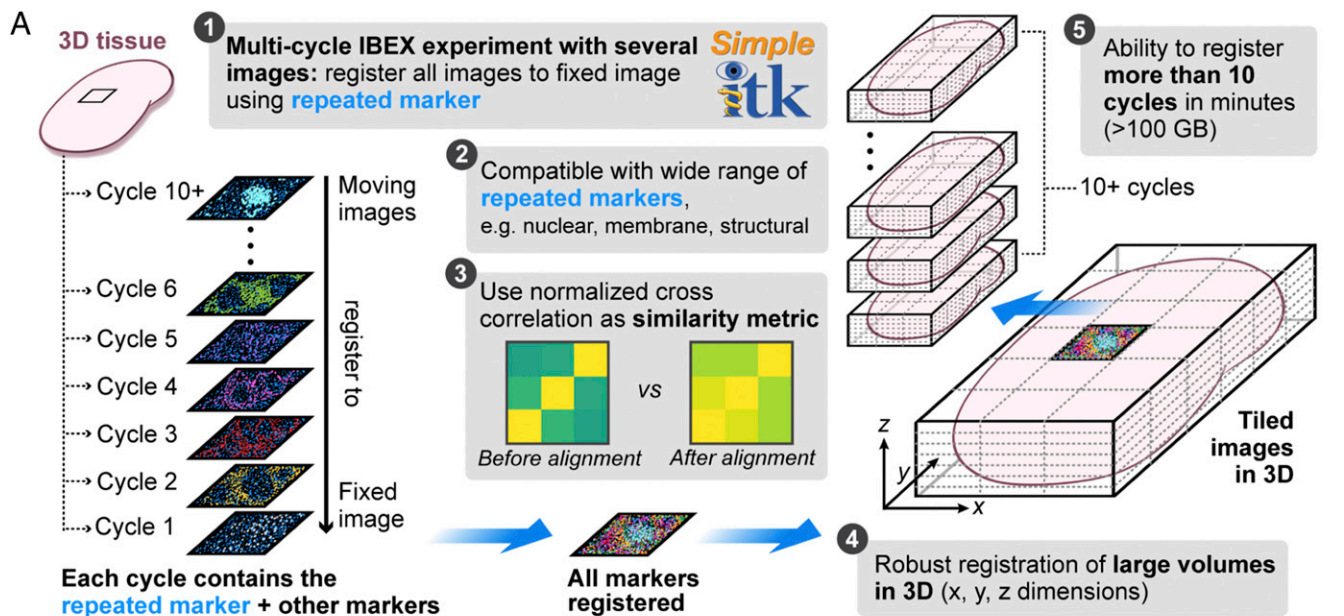 A
3D tissue
1
Multi-cycle IBEX experiment with several
images: register all images to fixed image
using repeated marker
Simple
itk
Cycle 10+
Cycle 6
Cycle 5
Cycle 4
Cycle 3
Cycle 2
Cycle 1
Moving
images
register to
Fixed
image
Each cycle contains the
repeated marker + other markers
2
Compatible with wide range of
repeated markers,
e.g. nuclear, membrane, structural
3
Use normalized cross
correlation as similarity metric
vs
Before alignment
After alignment
All markers
registered
5
Ability to register
more than 10
cycles in minutes
(>100 GB)
10+ cycles
Tiled
images
in 3D
z
y
x
4
Robust registration of large volumes
in 3D (x, y, z dimensions)